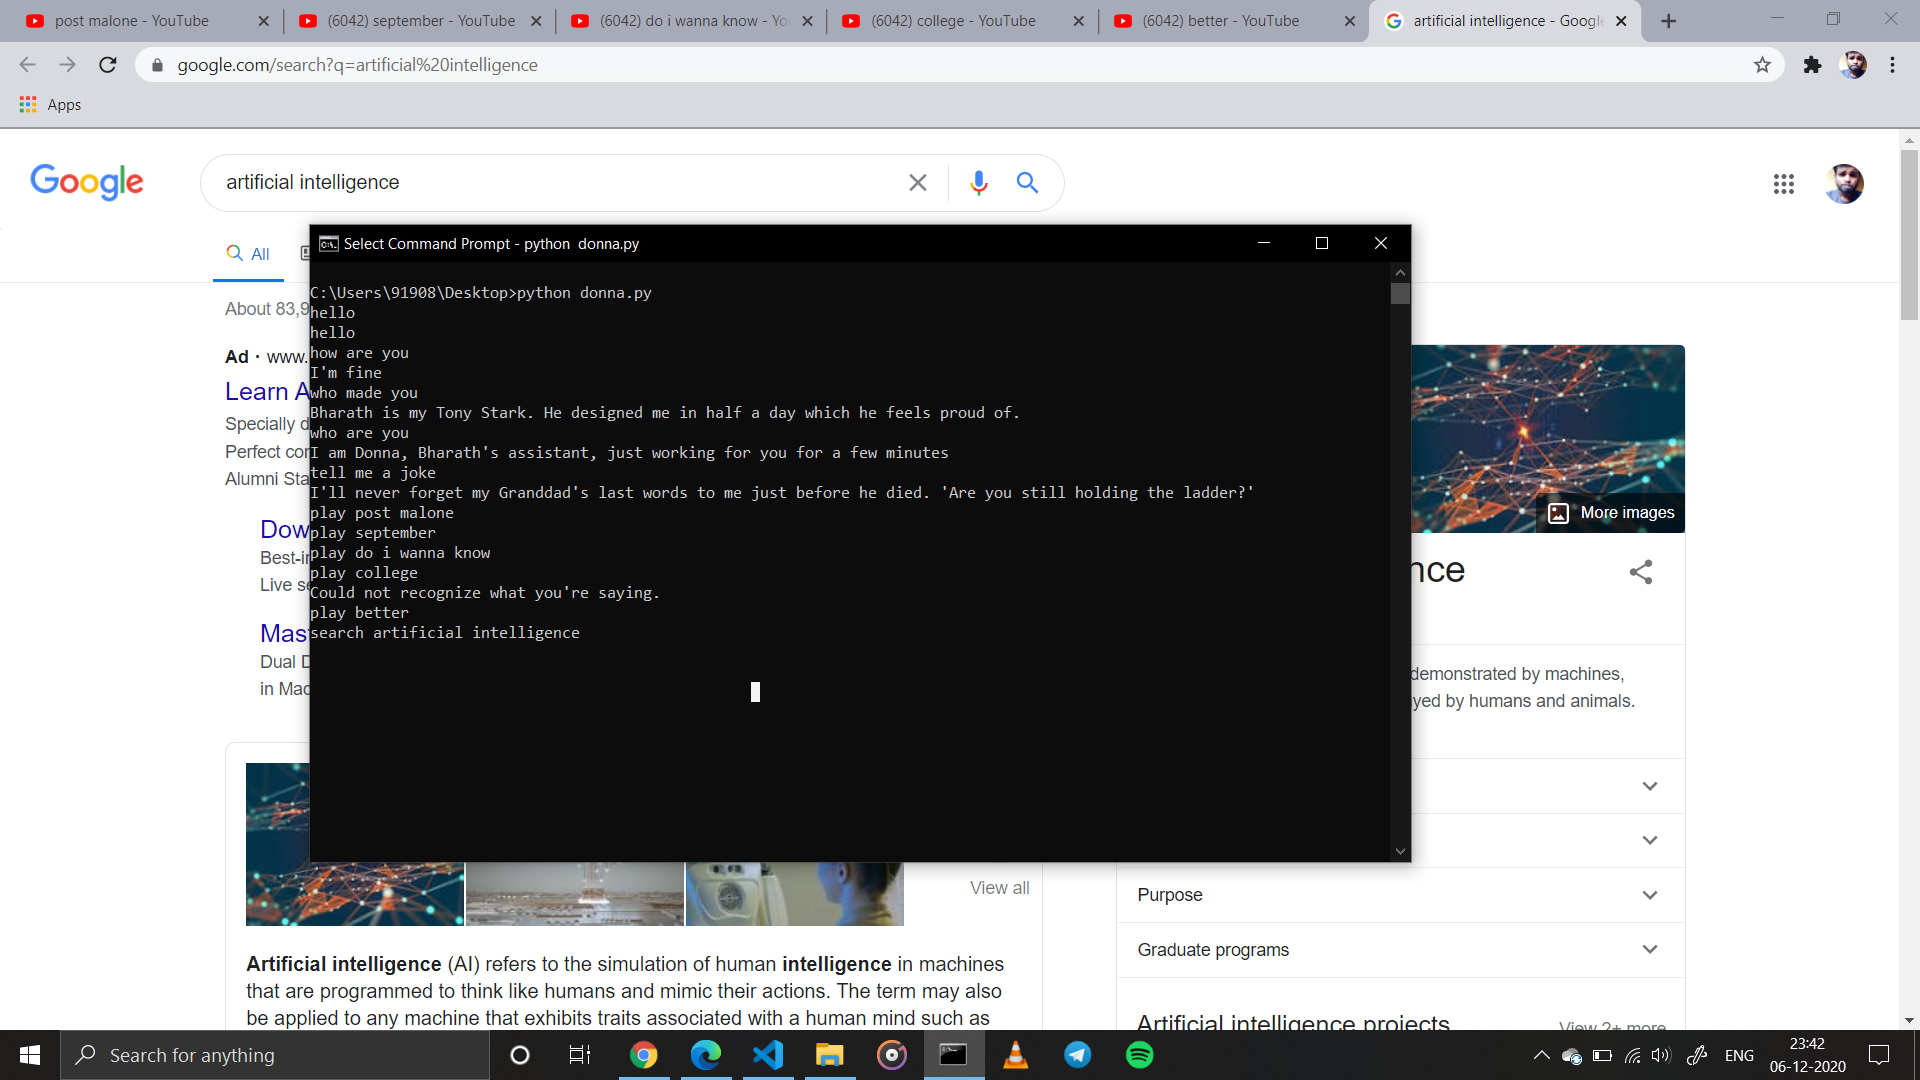 post malone - YouTube
(6042) september - YouTube
(6042) do i wanna know - Yo
(6042) college - YouTube
(6042) better - YouTube
artificial intelligence - Google
google.com/search?q=artificial%20intelligence
Apps
Google
artificial intelligence
Select Command Prompt - python  donna.py
All
C:\Users\91908\Desktop>python donna.py
About 83,9
hello
hello
Ad · www.
how are you
I'm fine
Learn A
who made you
Bharath is my Tony Stark. He designed me in half a day which he feels proud of.
Specially d
who are you
Perfect con
I am Donna, Bharath's assistant, just working for you for a few minutes
Alumni Sta
tell me a joke
I'll never forget my Granddad's last words to me just before he died. 'Are you still holding the ladder?'
play post malone
More images
Dow
play september
Best-in
play do i wanna know
play college
nce
Live se
Could not recognize what you're saying.
play better
Mas
search artificial intelligence
Dual D
in Mac
demonstrated by machines,
yed by humans and animals.
View all
Purpose
Graduate programs
Artificial intelligence (AI) refers to the simulation of human intelligence in machines
that are programmed to think like humans and mimic their actions. The term may also
be applied to any machine that exhibits traits associated with a human mind such as
Artificial intelligence projects
View 2+ more
Search for anything
ENG
23:42
06-12-2020